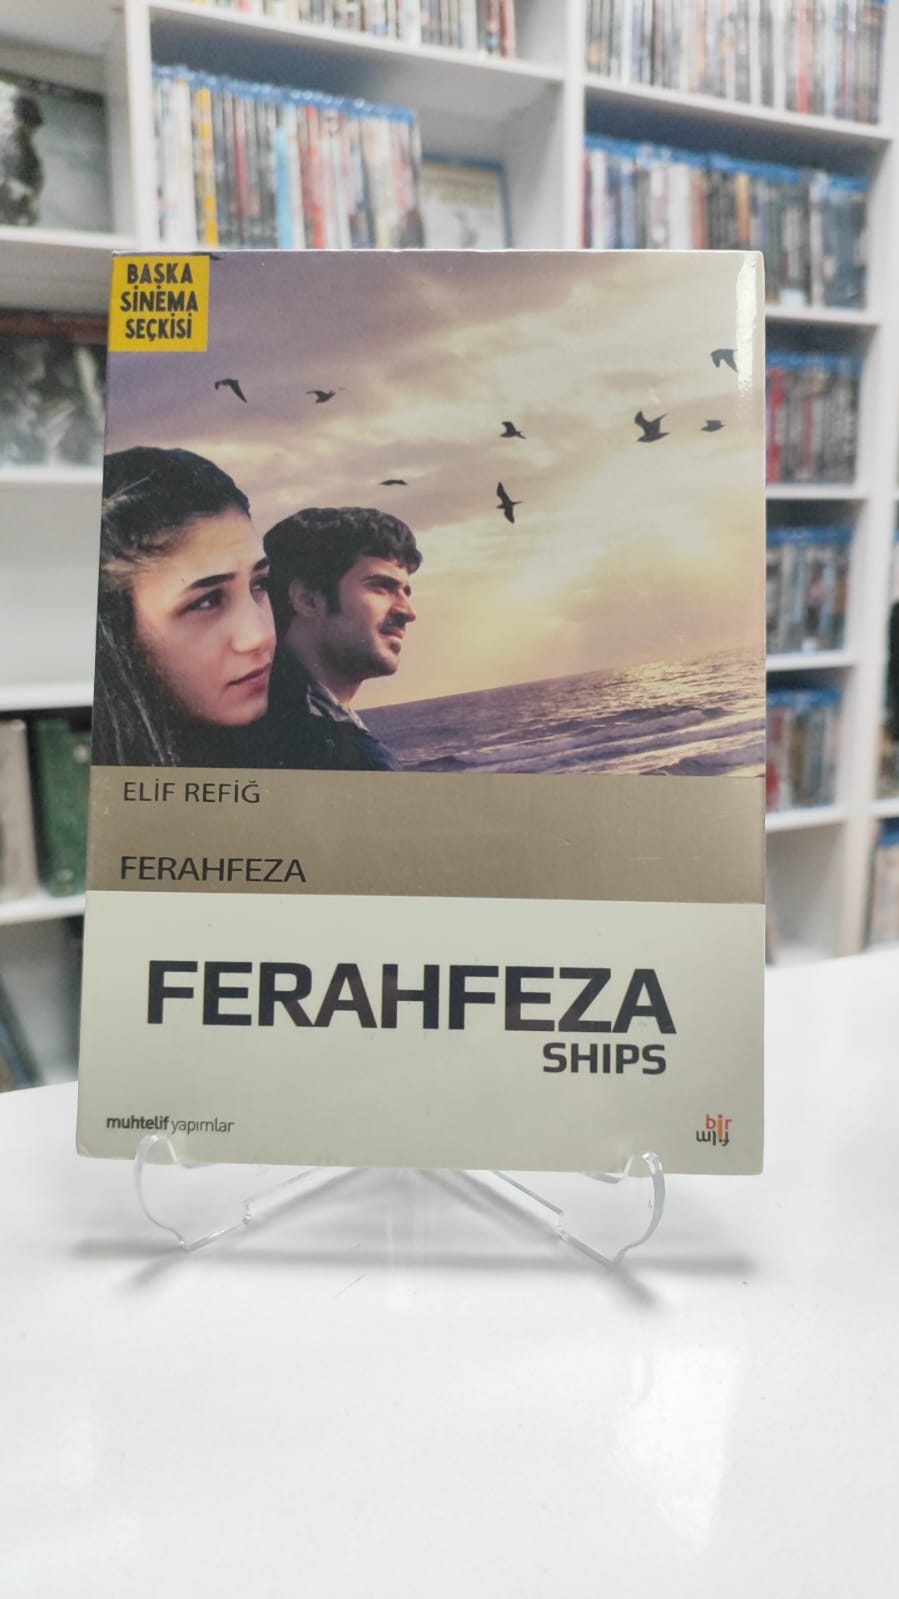 BAŞKA
SİNEMA
SEÇKİSİ
ELİF REFİĞ
FERAHFEZA
FERAHFEZA
SHIPS
muhtelif yapımlar
bir
film